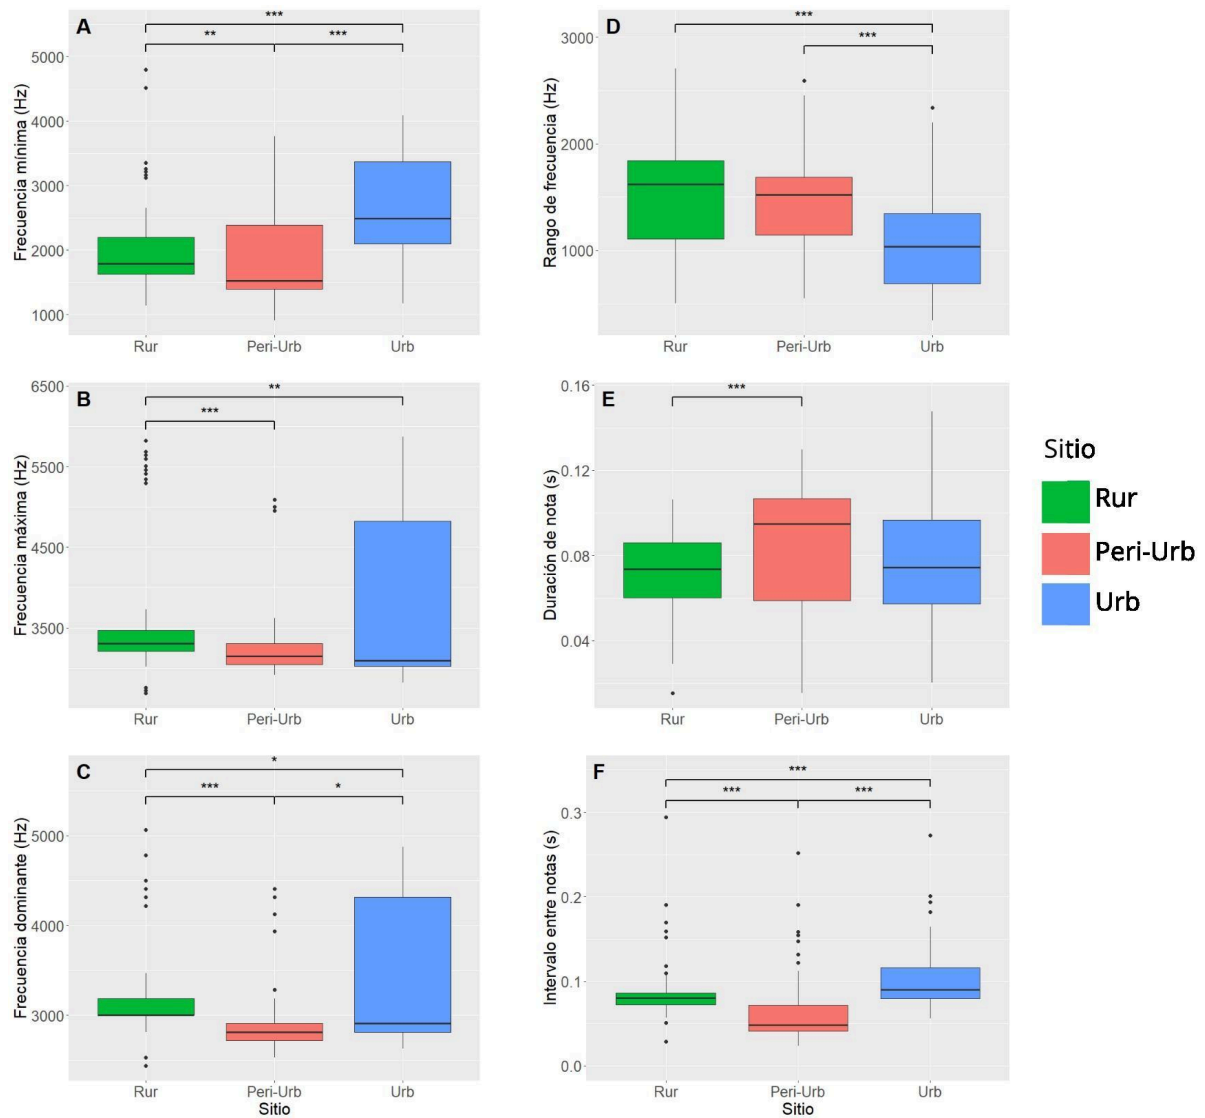 A
***
**
***
Frecuencia mínima (Hz)
5000
4000
3000
2000
1000
Rur
Peri-Urb
Urb
D
***
***
Rango de frecuencia (Hz)
3000
2000
1000
Rur
Peri-Urb
Urb
B
**
***
Frecuencia máxima (Hz)
6500
5500
4500
3500
Rur
Peri-Urb
Urb
E
***
Duración de nota (s)
0.16
0.12
0.08
0.04
Rur
Peri-Urb
Urb
Sitio
Rur
Peri-Urb
Urb
C
*
***
*
Frecuencia dominante (Hz)
5000
4000
3000
Rur
Peri-Urb
Urb
Sitio
F
***
***
***
Intervalo entre notas (s)
0.3
0.2
0.1
0.0
Rur
Peri-Urb
Urb
Sitio